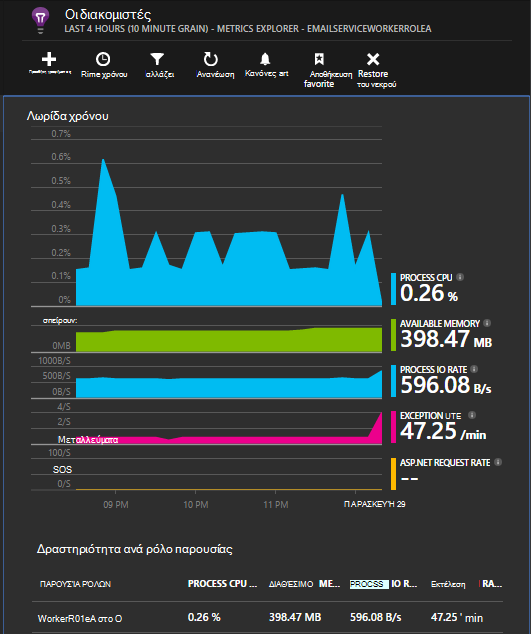 Οι διακομιστές
LAST 4 HOURS (10 MINUTE GRAIN) - METRICS EXPLORER - EMAILSERVICEWORKERROLEA
Rime χρόνου
αλλάζει
Ανανέωση
Κανόνες art
Αποθήκευση favorite
Restore του νεκρού
Λωρίδα χρόνου
0.7%
0.6%
0.5%
0.4%
0.3%
0.2%
0.1%
0%
PROCESS CPU
0.26 %
σπείρουν:
0MB
AVAILABLE MEMORY
398.47 MB
1000B/S
500B/S
0B/S
PROCESS IO RATE
596.08 B/s
4/S
2/S
Μεταλλεύματα
EXCEPTION UTE
47.25 /min
100/S
SOS
0/S
ASP.NET REQUEST RATE
--
09 PM 10 PM 11 PM ΠΑΡΑΣΚΕΥΉ 29
Δραστηριότητα ανά ρόλο παρουσίας
ΠΑΡΟΥΣΊΑ ΡΌΛΩΝ PROCESS CPU ... ΔΙΑΘΈΣΙΜΟ ME... PROCSS IO R... Εκτέλεση RA...
WorkerR01eA στο Ο 0.26 % 398.47 MB 596.08 B/s 47.25 ' min